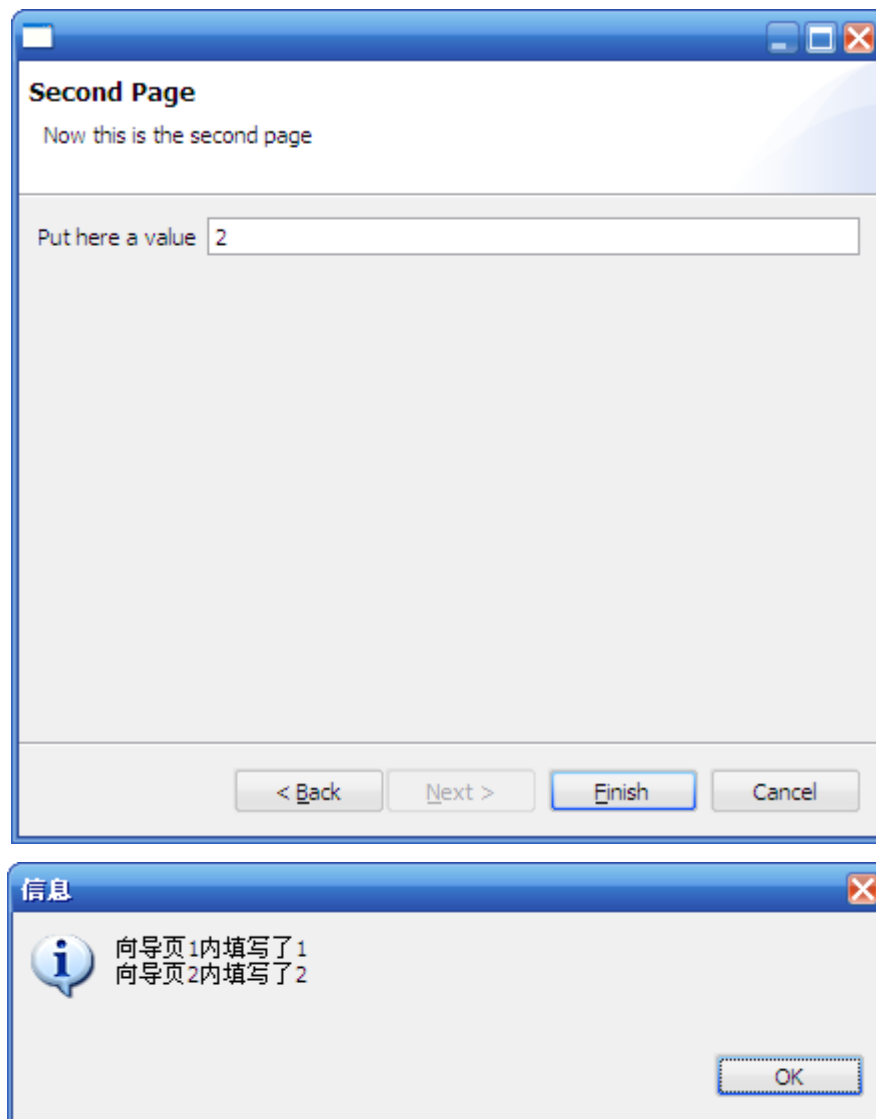 Second Page
Now this is the second page
Put here a value 2
< Back Next > Finish Cancel
信息
向导页1内填写了1
向导页2内填写了2
OK